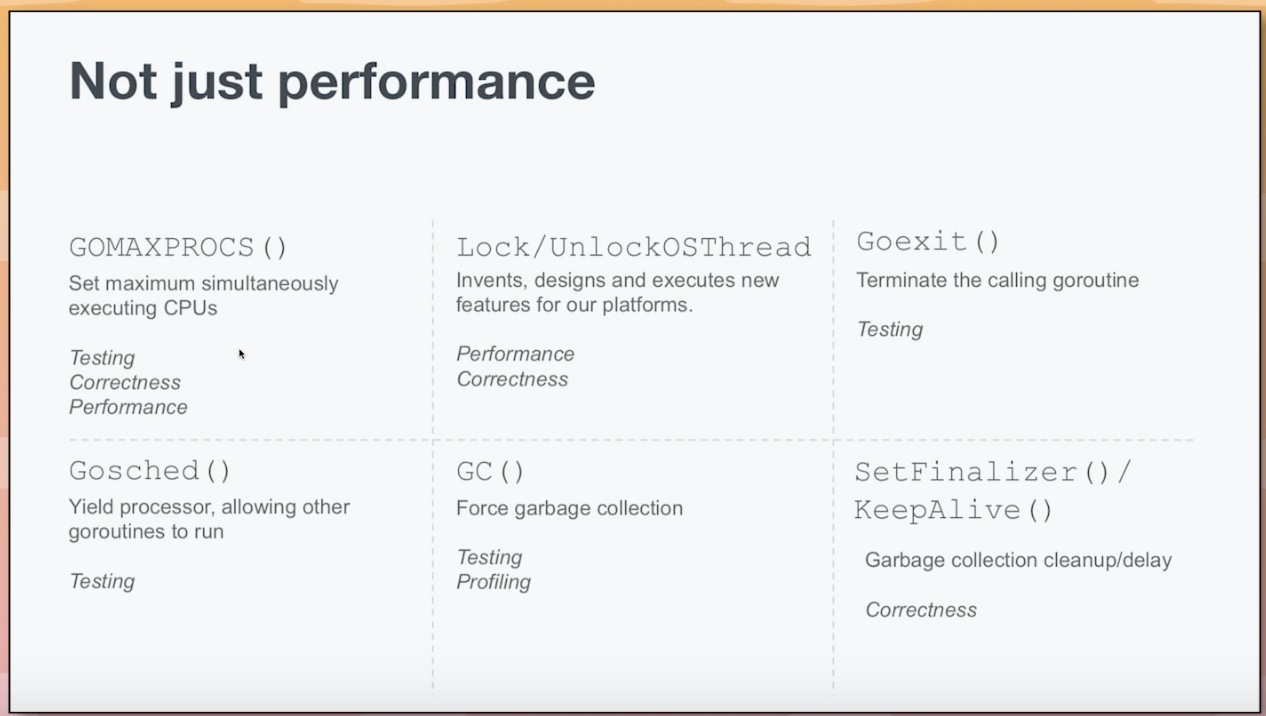 Not just performance
GOMAXPROCS()
Set maximum simultaneously
executing CPUs
Testing
Correctness
Performance
Lock/UnlockOSThread
Invents, designs and executes new
features for our platforms.
Performance
Correctness
Goexit()
Terminate the calling goroutine
Testing
Gosched()
Yield processor, allowing other
goroutines to run
Testing
GC()
Force garbage collection
Testing
Profiling
SetFinalizer()/
KeepAlive()
Garbage collection cleanup/delay
Correctness